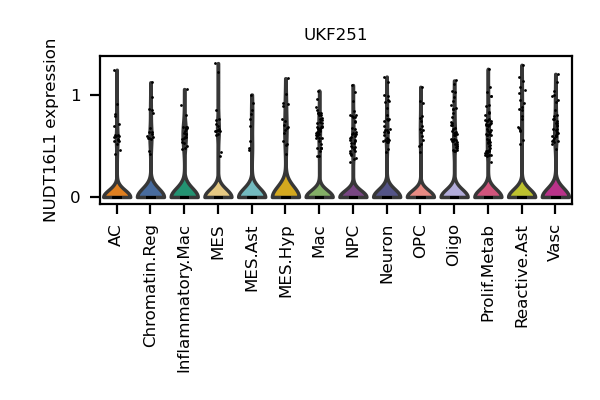 UKF251
NUDT16L1 expression
1
0
AC
Chromatin.Reg
Inflammatory.Mac
MES
MES.Ast
MES.Hyp
Mac
NPC
Neuron
OPC
Oligo
Prolif.Metab
Reactive.Ast
Vasc